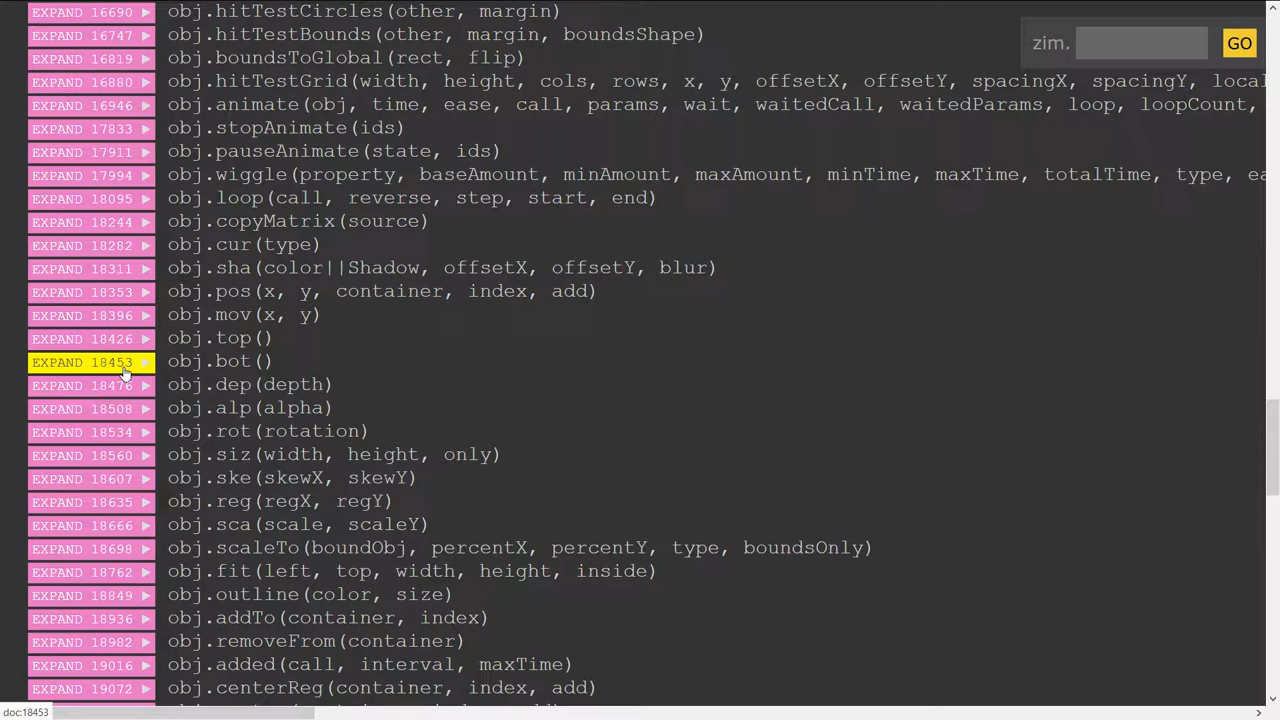 EXPAND 16690 ▶ obj.hitTestCircles(other, margin)
EXPAND 16747 ▶ obj.hitTestBounds(other, margin, boundsShape)
zim. GO
EXPAND 16819 ▶ obj.boundsToGlobal(rect, flip)
EXPAND 16880 ▶ obj.hitTestGrid(width, height, cols, rows, x, y, offsetX, offsetY, spacingX, spacingY, local
EXPAND 16946 ▶ obj.animate(obj, time, ease, call, params, wait, waitedCall, waitedParams, loop, loopCount,
EXPAND 17833 ▶ obj.stopAnimate(ids)
EXPAND 17911 ▶ obj.pauseAnimate(state, ids)
EXPAND 17994 ▶ obj.wiggle(property, baseAmount, minAmount, maxAmount, minTime, maxTime, totalTime, type, ea
EXPAND 18095 ▶ obj.loop(call, reverse, step, start, end)
EXPAND 18244 ▶ obj.copyMatrix(source)
EXPAND 18282 ▶ obj.cur(type)
EXPAND 18311 ▶ obj.sha(color||Shadow, offsetX, offsetY, blur)
EXPAND 18353 ▶ obj.pos(x, y, container, index, add)
EXPAND 18396 ▶ obj.mov(x, y)
EXPAND 18426 ▶ obj.top()
EXPAND 18453 ▶ obj.bot()
EXPAND 18476 ▶ obj.dep(depth)
EXPAND 18508 ▶ obj.alp(alpha)
EXPAND 18534 ▶ obj.rot(rotation)
EXPAND 18560 ▶ obj.siz(width, height, only)
EXPAND 18607 ▶ obj.ske(skewX, skewY)
EXPAND 18635 ▶ obj.reg(regX, regY)
EXPAND 18666 ▶ obj.sca(scale, scaleY)
EXPAND 18698 ▶ obj.scaleTo(boundObj, percentX, percentY, type, boundsOnly)
EXPAND 18762 ▶ obj.fit(left, top, width, height, inside)
EXPAND 18849 ▶ obj.outline(color, size)
EXPAND 18936 ▶ obj.addTo(container, index)
EXPAND 18982 ▶ obj.removeFrom(container)
EXPAND 19016 ▶ obj.added(call, interval, maxTime)
EXPAND 19072 ▶ obj.centerReg(container, index, add)
doc:18453